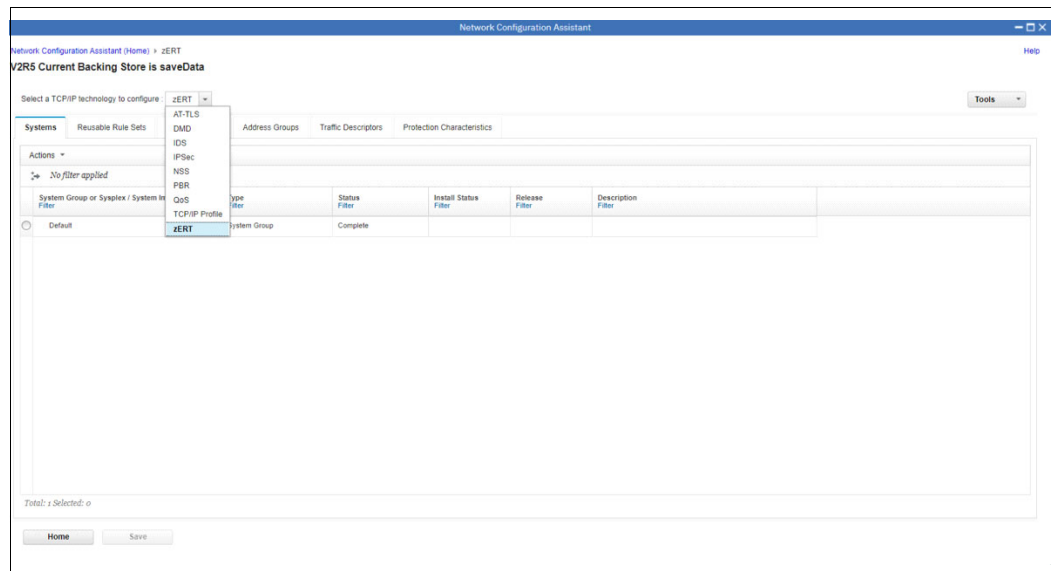 Network Configuration Assistant
Network Configuration Assistant (Home) › zERT
Help
V2R5 Current Backing Store is saveData
Select a TCP/IP technology to configure : zERT
Tools
AT-TLS
DMD
IDS
IPSec
NSS
PBR
QoS
TCP/IP Profile
zERT
Systems Reusable Rule Sets Address Groups Traffic Descriptors Protection Characteristics
Actions
No filter applied
System Group or Sysplex / System Type Status Install Status Release Description
Filter Filter Filter Filter Filter Filter
Default System Group Complete
Total: 1 Selected: 0
Home Save